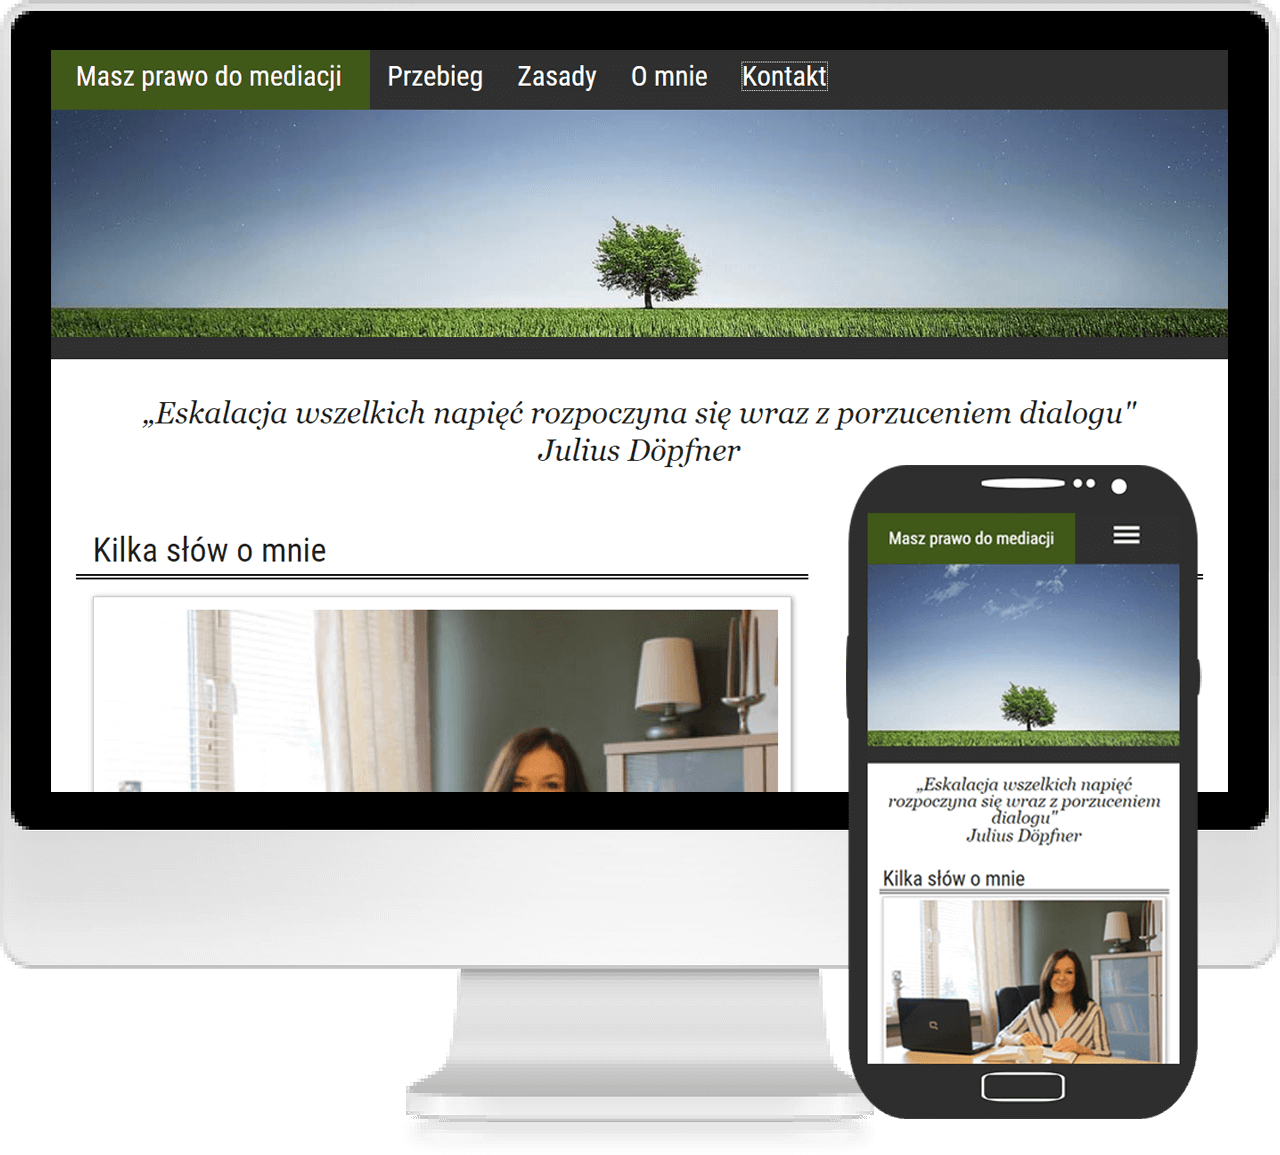 Masz prawo do mediacji Przebieg Zasady O mnie Kontakt
„Eskalacja wszelkich napięć rozpoczyna się wraz z porzuceniem dialogu"
Julius Döpfner
Kilka słów o mnie
Masz prawo do mediacji
„Eskalacja wszelkich napięć
rozpoczyna się wraz z porzuceniem
dialogu"
Julius Döpfner
Kilka słów o mnie